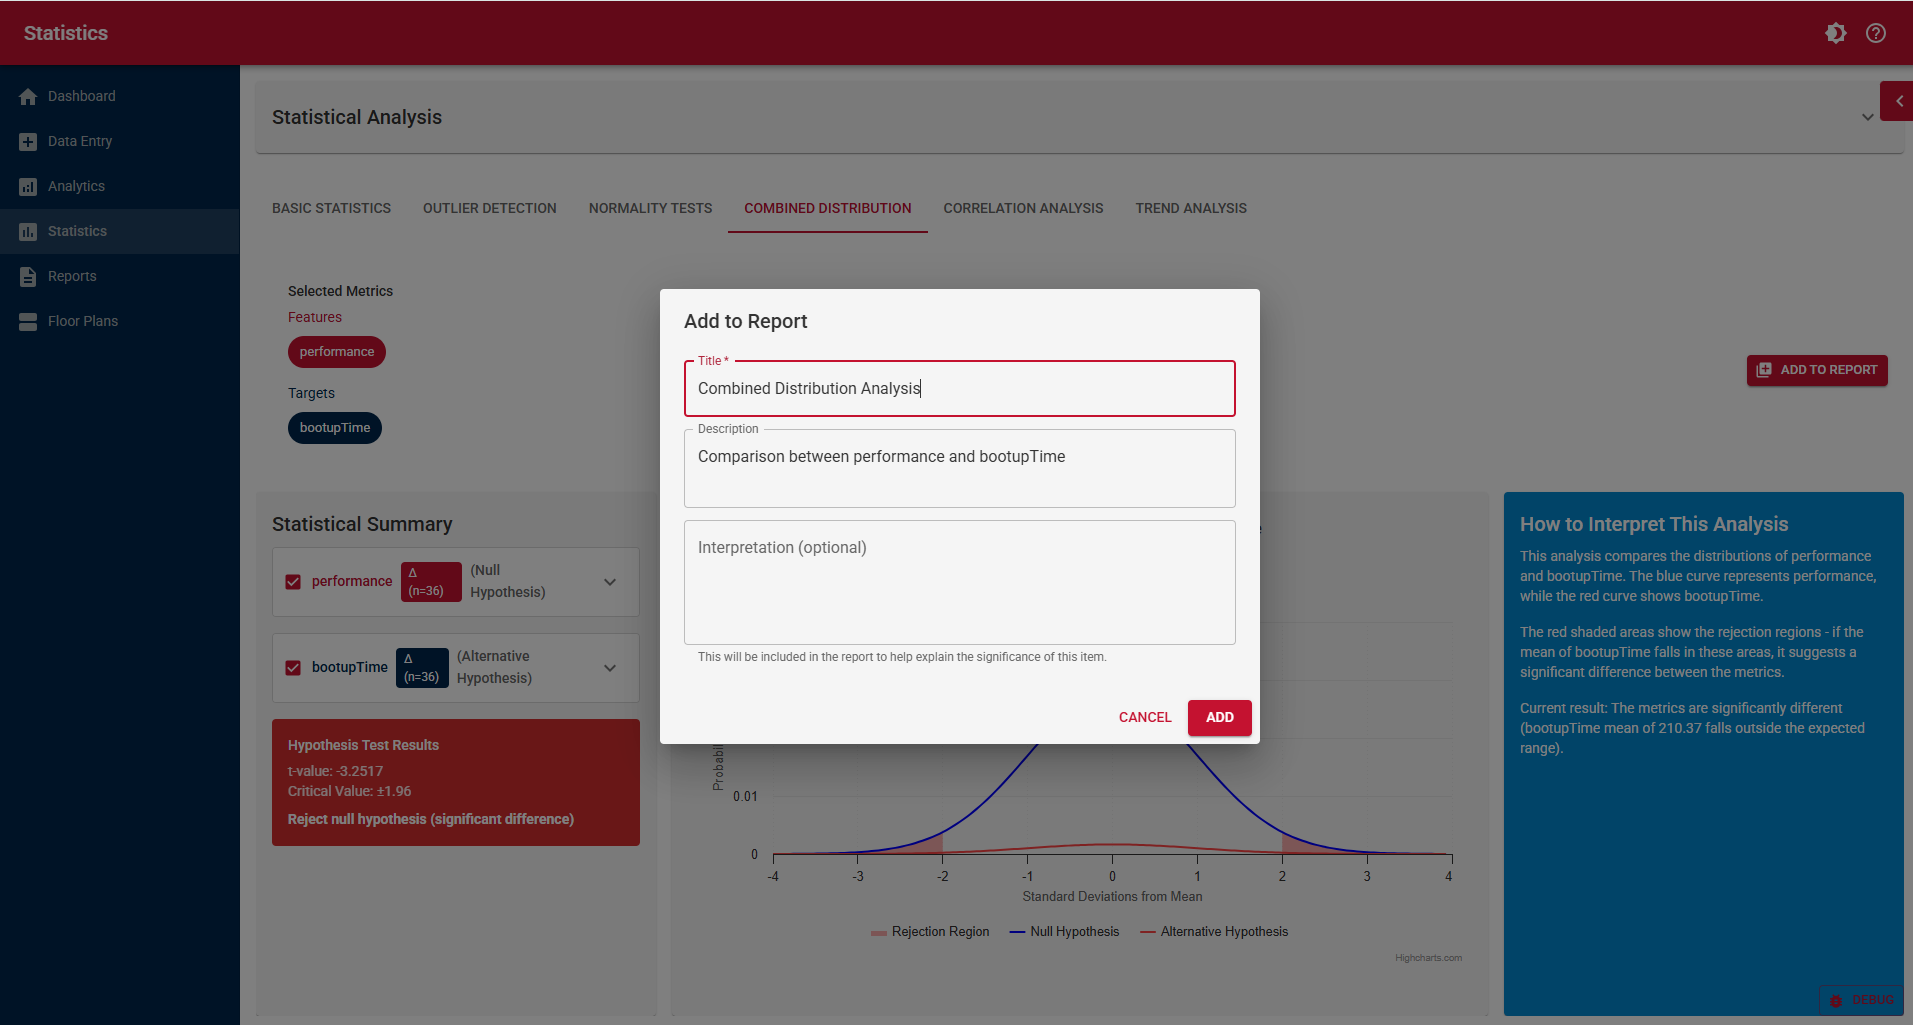 Statistics
Dashboard
Data Entry
Analytics
Statistics
Reports
Floor Plans
Statistical Analysis
BASIC STATISTICS
OUTLIER DETECTION
NORMALITY TESTS
COMBINED DISTRIBUTION
CORRELATION ANALYSIS
TREND ANALYSIS
Selected Metrics
Features
performance
Targets
bootupTime
ADD TO REPORT
Add to Report
Title *
Combined Distribution Analysis
Description
Comparison between performance and bootupTime
Interpretation (optional)
This will be included in the report to help explain the significance of this item.
CANCEL
ADD
Statistical Summary
performance
Δ
(n=36)
(Null
Hypothesis)
bootupTime
Δ
(n=36)
(Alternative
Hypothesis)
Hypothesis Test Results
t-value: -3.2517
Critical Value: ±1.96
Reject null hypothesis (significant difference)
0.01
0
-4
-3
-2
-1
0
1
2
3
4
Standard Deviations from Mean
Rejection Region
Null Hypothesis
Alternative Hypothesis
Highcharts.com
How to Interpret This Analysis
This analysis compares the distributions of performance
and bootupTime. The blue curve represents performance,
while the red curve shows bootupTime.
The red shaded areas show the rejection regions - if the
mean of bootupTime falls in these areas, it suggests a
significant difference between the metrics.
Current result: The metrics are significantly different
(bootupTime mean of 210.37 falls outside the expected
range).
DEBUG